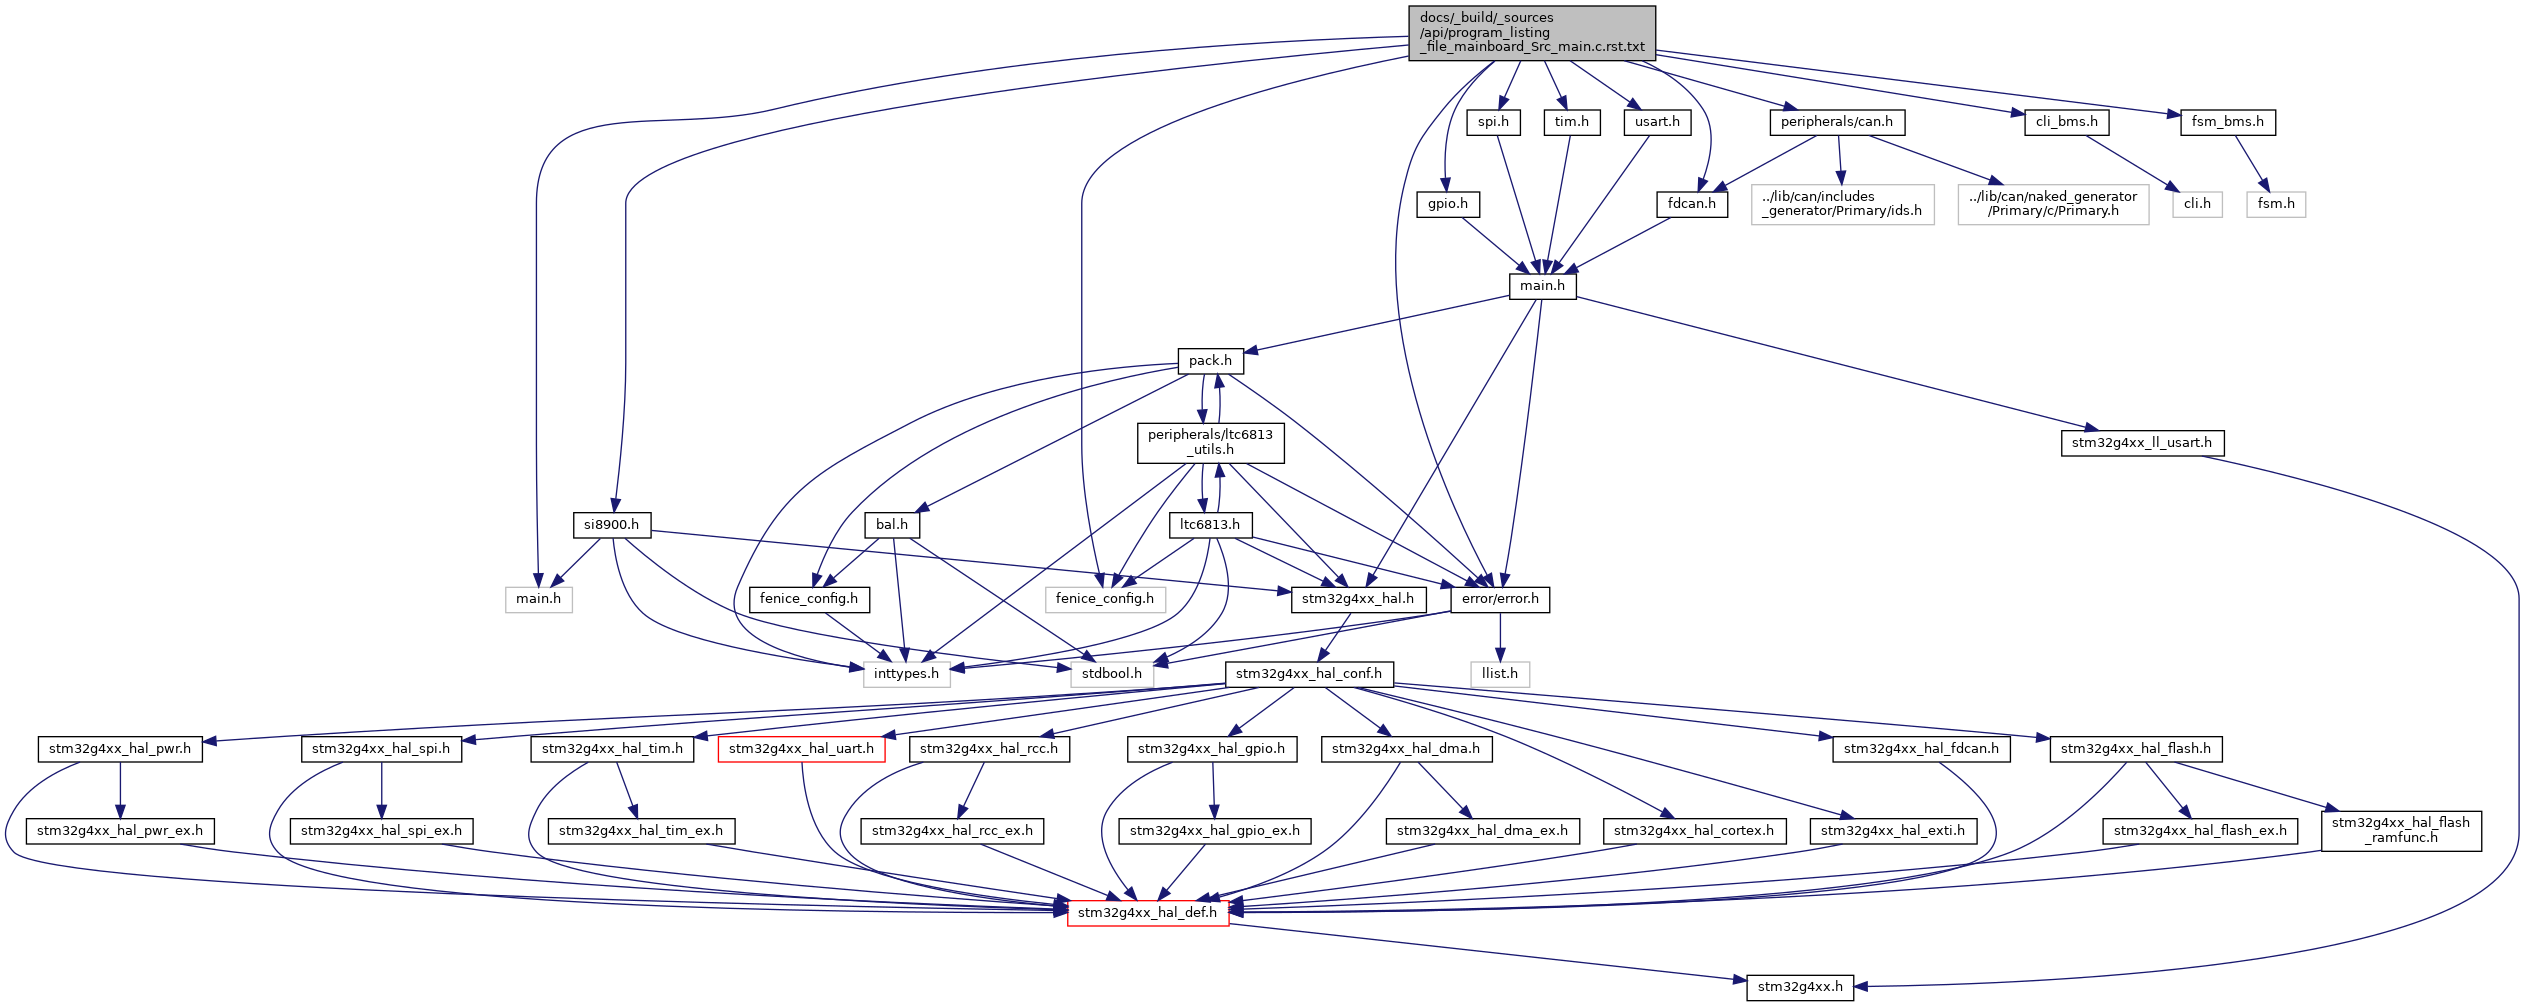 docs/_build/_sources
/api/program_listing
_file_mainboard_Src_main.c.rst.txt
spi.h
tim.h
usart.h
peripherals/can.h
cli_bms.h
fsm_bms.h
gpio.h
fdcan.h
../lib/can/includes
_generator/Primary/ids.h
../lib/can/naked_generator
/Primary/c/Primary.h
cli.h
fsm.h
main.h
pack.h
peripherals/ltc6813
_utils.h
stm32g4xx_ll_usart.h
si8900.h
bal.h
ltc6813.h
main.h
fenice_config.h
fenice_config.h
stm32g4xx_hal.h
error/error.h
inttypes.h
stdbool.h
stm32g4xx_hal_conf.h
llist.h
stm32g4xx_hal_pwr.h
stm32g4xx_hal_spi.h
stm32g4xx_hal_tim.h
stm32g4xx_hal_uart.h
stm32g4xx_hal_rcc.h
stm32g4xx_hal_gpio.h
stm32g4xx_hal_dma.h
stm32g4xx_hal_fdcan.h
stm32g4xx_hal_flash.h
stm32g4xx_hal_pwr_ex.h
stm32g4xx_hal_spi_ex.h
stm32g4xx_hal_tim_ex.h
stm32g4xx_hal_rcc_ex.h
stm32g4xx_hal_gpio_ex.h
stm32g4xx_hal_dma_ex.h
stm32g4xx_hal_cortex.h
stm32g4xx_hal_exti.h
stm32g4xx_hal_flash_ex.h
stm32g4xx_hal_flash
_ramfunc.h
stm32g4xx_hal_def.h
stm32g4xx.h